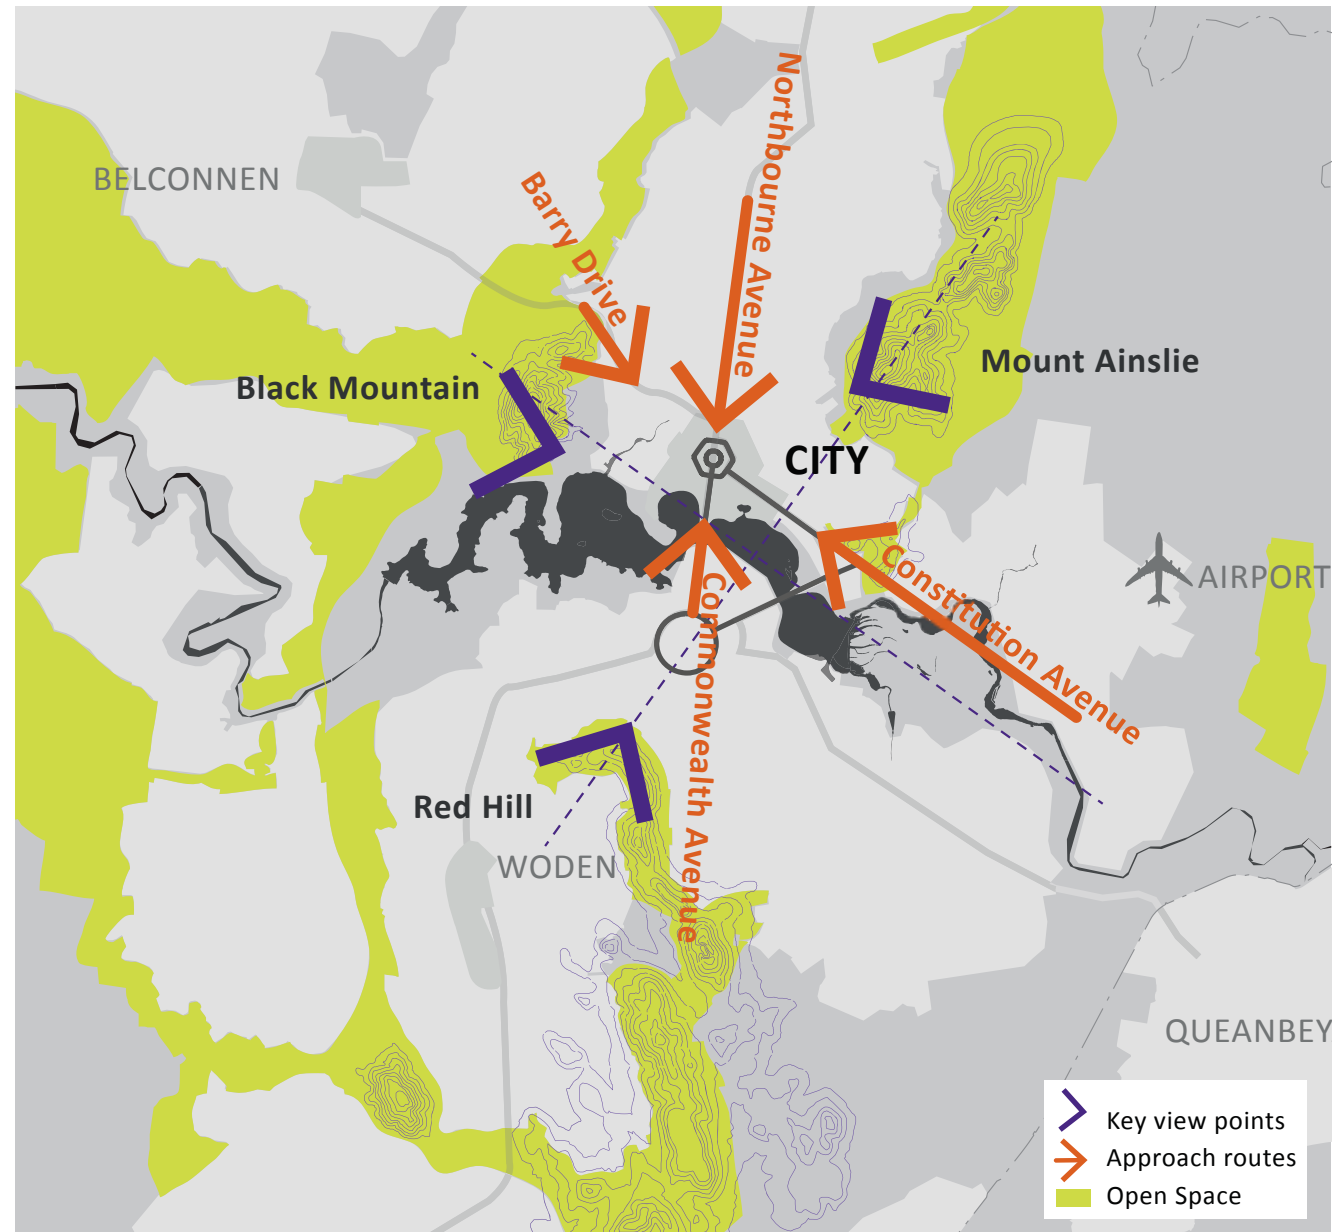 Northbourne Avenue
BELCONNEN
Barry Drive
Mount Ainslie
Black Mountain
CITY
AIRPORT
Constitution Avenue
Commonwealth Avenue
Red Hill
WODEN
QUEANBEY
Key view points
Approach routes
Open Space